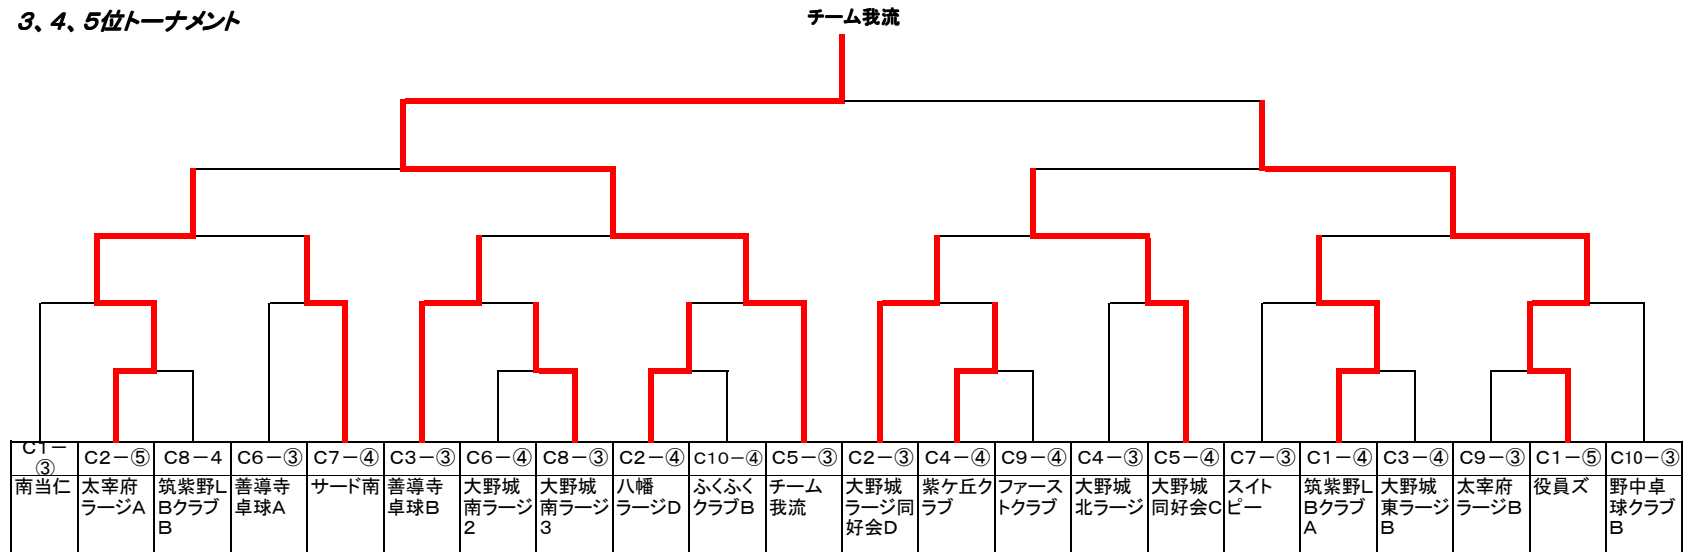 3、4、5位トーナメント
チーム我流
C1－③
C2－⑤
C8－4
C6－③
C7－④
C3－③
C6－④
C8－③
C2－④
C10－④
C5－③
C2－③
C4－④
C9－④
C4－③
C5－④
C7－③
C1－④
C3－④
C9－③
C1－⑤
C10－③
南当仁
太宰府
ラージA
筑紫野L
Bクラブ
B
善導寺
卓球A
サード南
善導寺
卓球B
大野城
南ラージ
2
大野城
南ラージ
3
八幡
ラージD
ふくふく
クラブB
チーム
我流
大野城
ラージ同
好会D
紫ケ丘ク
ラブ
ファース
トクラブ
大野城
北ラージ
大野城
同好会C
スイト
ピー
筑紫野L
Bクラブ
A
大野城
東ラージ
B
太宰府
ラージB
役員ズ
野中卓
球クラブ
B